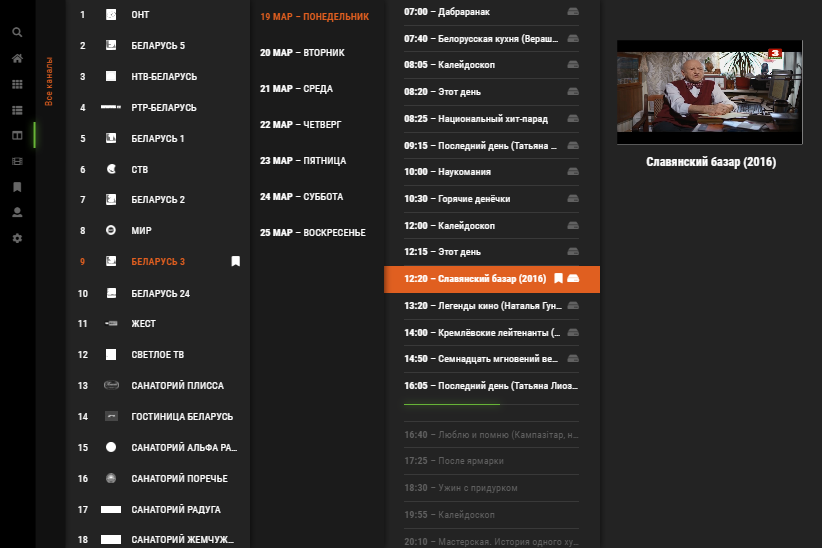 Все каналы
1 ОНТ
2 БЕЛАРУСЬ 5
3 НТВ-БЕЛАРУСЬ
4 РТР-БЕЛАРУСЬ
5 БЕЛАРУСЬ 1
6 СТВ
7 БЕЛАРУСЬ 2
8 МИР
9 БЕЛАРУСЬ 3
10 БЕЛАРУСЬ 24
11 ЖЕСТ
12 СВЕТЛОЕ ТВ
13 САНАТОРИЙ ПЛИССА
14 ГОСТИНИЦА БЕЛАРУСЬ
15 САНАТОРИЙ АЛЬФА РА...
16 САНАТОРИЙ ПОРЕЧЬЕ
17 САНАТОРИЙ РАДУГА
18 САНАТОРИЙ ЖЕМЧУЖ...
19 МАР – ПОНЕДЕЛЬНИК
20 МАР – ВТОРНИК
21 МАР – СРЕДА
22 МАР – ЧЕТВЕРГ
23 МАР – ПЯТНИЦА
24 МАР – СУББОТА
25 МАР – ВОСКРЕСЕНЬЕ
07:00 – Дабраранак
07:40 – Белорусская кухня (Вераш...
08:05 – Калейдоскоп
08:20 – Этот день
08:25 – Национальный хит-парад
09:15 – Последний день (Татьяна ...
10:00 – Наукомания
10:30 – Горячие денёчки
12:00 – Калейдоскоп
12:15 – Этот день
12:20 – Славянский базар (2016)
13:20 – Легенды кино (Наталья Гун...
14:00 – Кремлёвские лейтенанты (...
14:50 – Семнадцать мгновений ве...
16:05 – Последний день (Татьяна Лиоз...
16:40 – Люблю и помню (Кампазітар, н...
17:25 – После ярмарки
18:30 – Ужин с придурком
19:55 – Калейдоскоп
20:10 – Мастерская. История одного ху...
3
Славянский базар (2016)